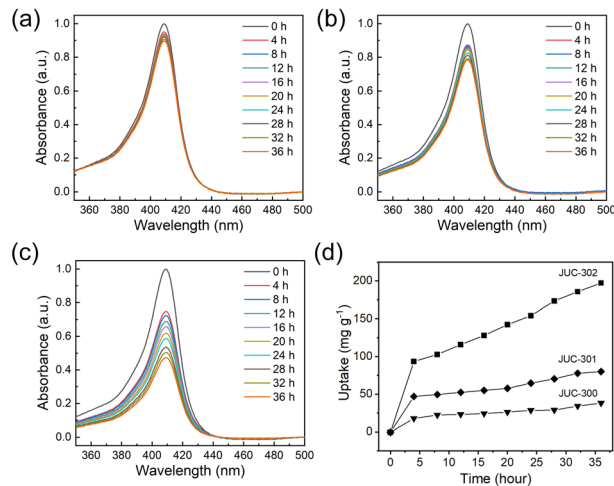 (a)
Absorbance (a.u.)
1.0
0.8
0.6
0.4
0.2
0.0
0 h
4 h
8 h
12 h
16 h
20 h
24 h
28 h
32 h
36 h
360 380 400 420 440 460 480 500
Wavelength (nm)
(b)
Absorbance (a.u.)
1.0
0.8
0.6
0.4
0.2
0.0
0 h
4 h
8 h
12 h
16 h
20 h
24 h
28 h
32 h
36 h
360 380 400 420 440 460 480 500
Wavelength (nm)
(c)
Absorbance (a.u.)
1.0
0.8
0.6
0.4
0.2
0.0
0 h
4 h
8 h
12 h
16 h
20 h
24 h
28 h
32 h
36 h
360 380 400 420 440 460 480 500
Wavelength (nm)
(d)
Uptake (mg g⁻¹)
200
150
100
50
0
JUC-302
JUC-301
JUC-300
0 5 10 15 20 25 30 35
Time (hour)